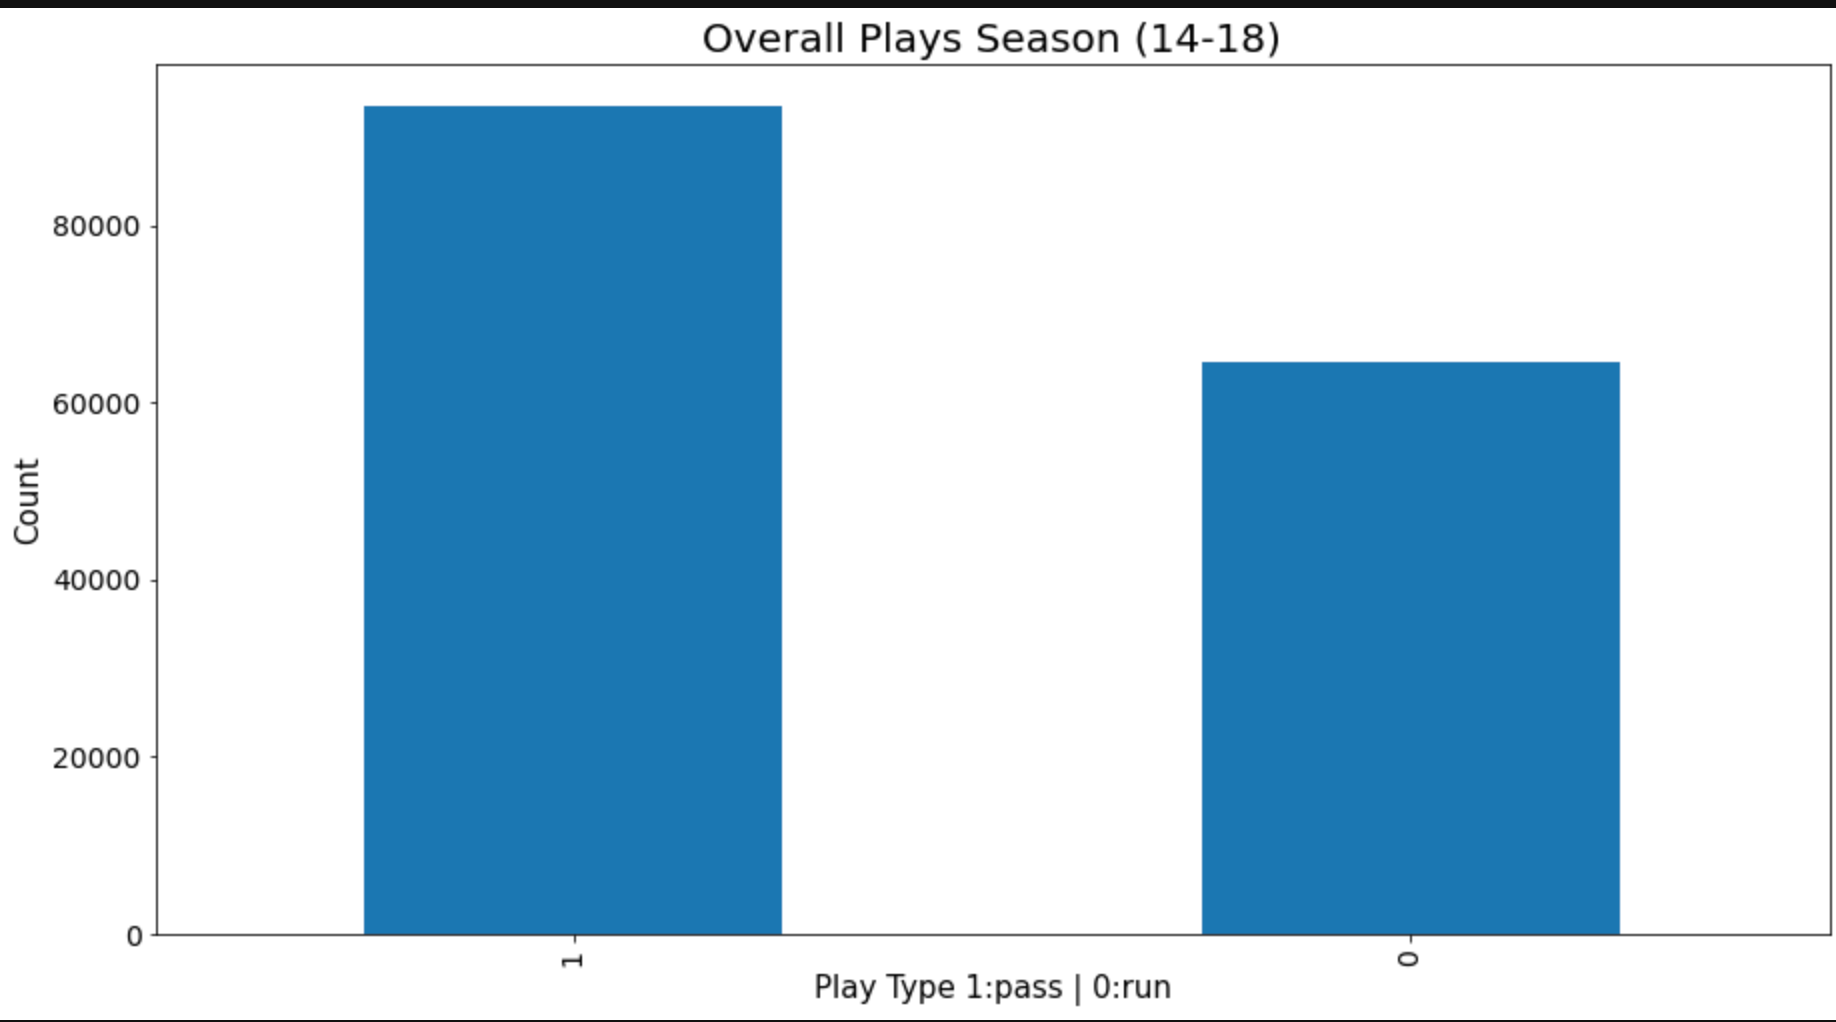 Overall Plays Season (14-18)
80000
60000
40000
20000
0
Count
1
0
Play Type 1:pass | 0:run